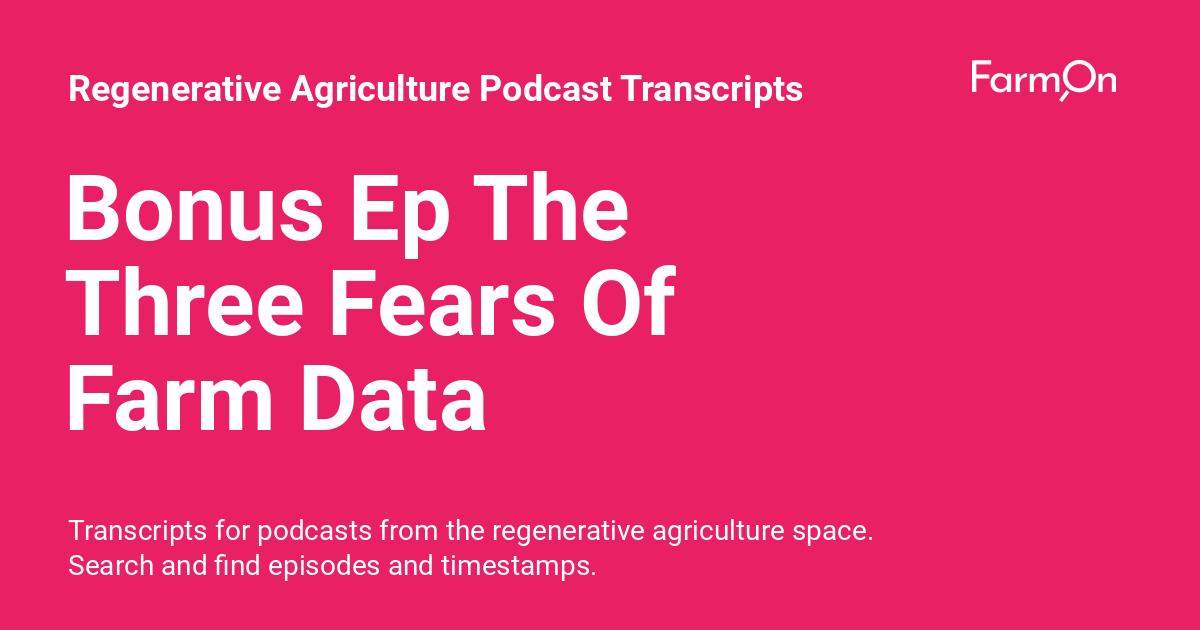 Regenerative Agriculture Podcast Transcripts
FarmOn
Bonus Ep The
Three Fears Of
Farm Data
Transcripts for podcasts from the regenerative agriculture space.
Search and find episodes and timestamps.